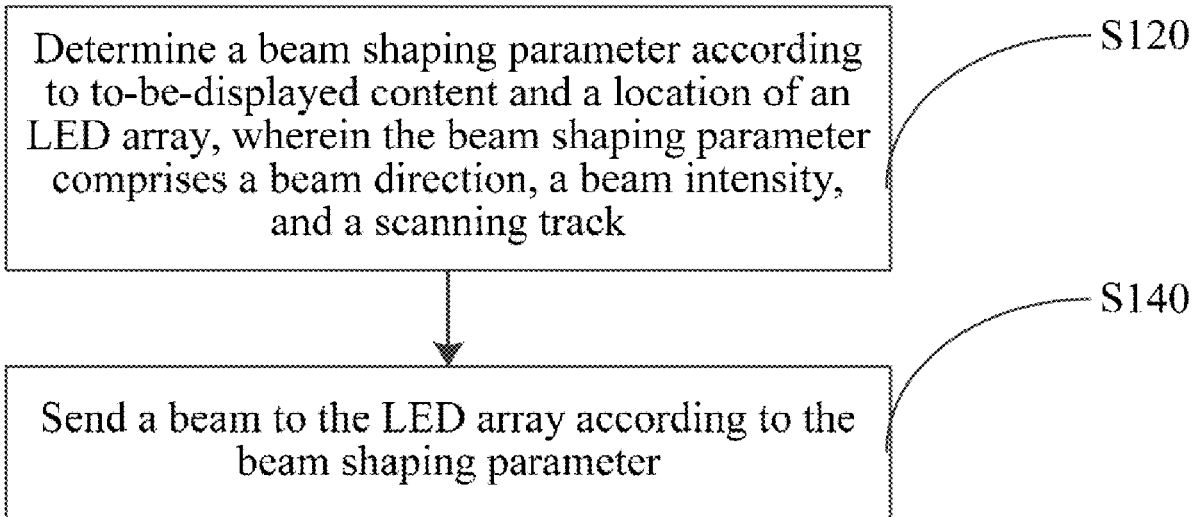 Determine a beam shaping parameter according
to to-be-displayed content and a location of an
LED array, wherein the beam shaping parameter
comprises a beam direction, a beam intensity,
and a scanning track
S120
Send a beam to the LED array according to the
beam shaping parameter
S140